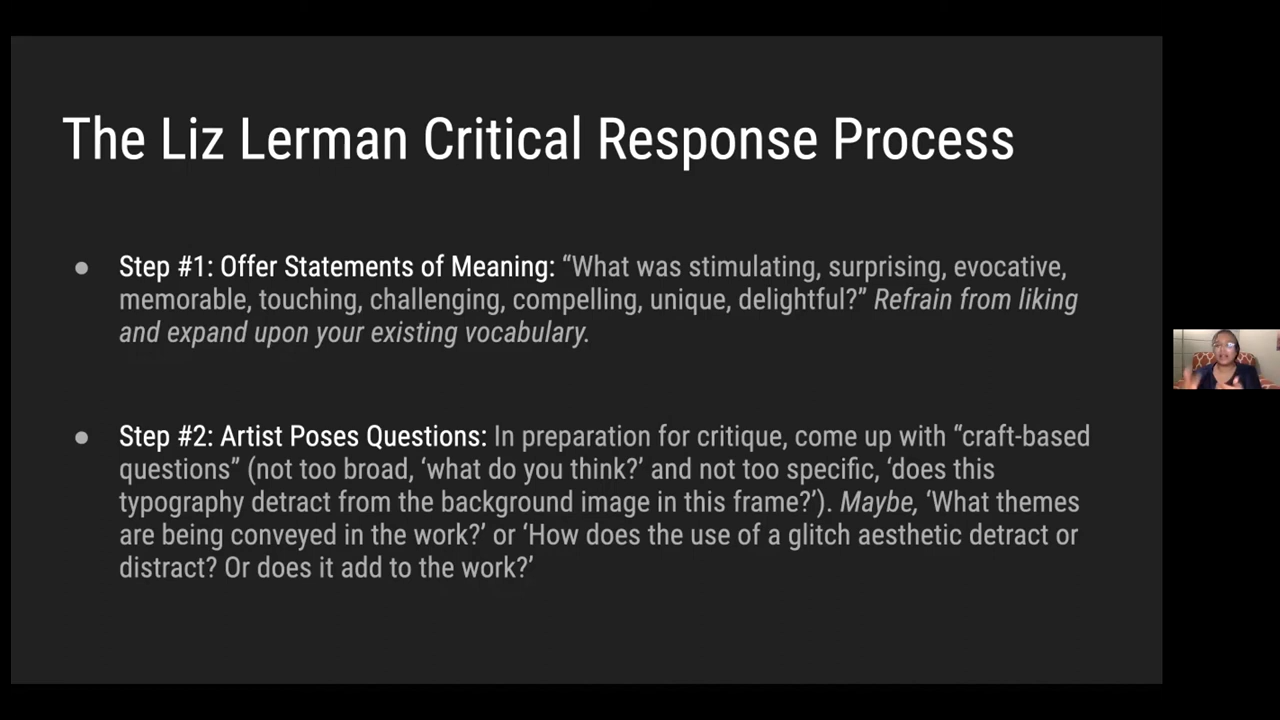 The Liz Lerman Critical Response Process
● Step #1: Offer Statements of Meaning: “What was stimulating, surprising, evocative,
memorable, touching, challenging, compelling, unique, delightful?” Refrain from liking
and expand upon your existing vocabulary.
● Step #2: Artist Poses Questions: In preparation for critique, come up with “craft-based
questions” (not too broad, ‘what do you think?’ and not too specific, ‘does this
typography detract from the background image in this frame?’). Maybe, ‘What themes
are being conveyed in the work?’ or ‘How does the use of a glitch aesthetic detract or
distract? Or does it add to the work?’